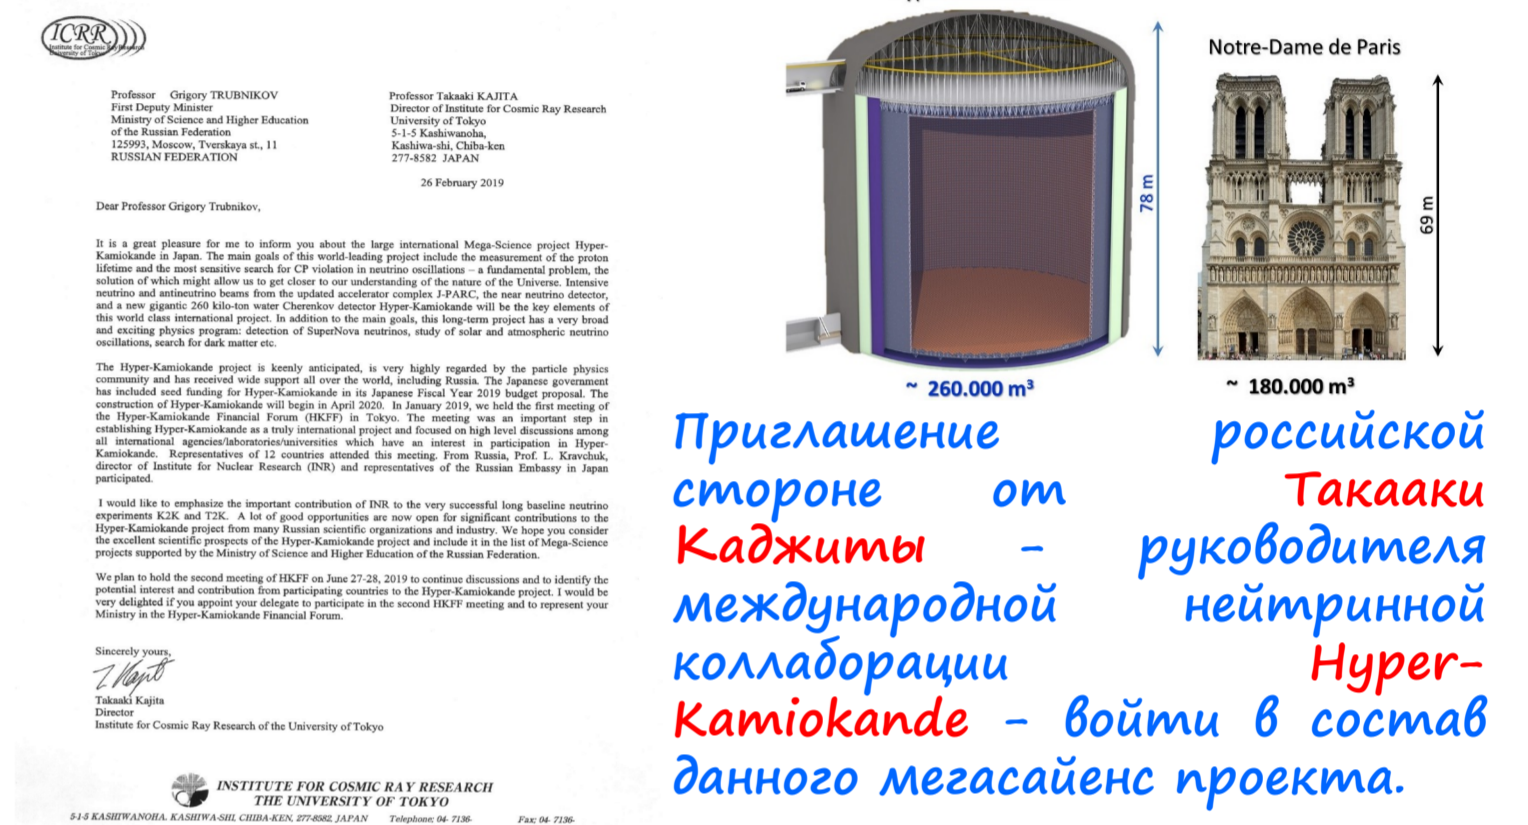 ICRR
Institute for Cosmic Ray Research
University of Tokyo
Professor Grigory TRUBNIKOV
First Deputy Minister
Ministry of Science and Higher Education
of the Russian Federation
125993, Moscow, Tverskaya st., 11
RUSSIAN FEDERATION
Professor Takaaki KAJITA
Director of Institute for Cosmic Ray Research
University of Tokyo
5-1-5 Kashiwanoha,
Kashiwa-shi, Chiba-ken
277-8582 JAPAN
26 February 2019
Dear Professor Grigory Trubnikov,
It is a great pleasure for me to inform you about the large international Mega-Science project Hyper-
Kamiokande in Japan. The main goals of this world-leading project include the measurement of the proton
lifetime and the most sensitive search for CP violation in neutrino oscillations – a fundamental problem, the
solution of which might allow us to get closer to our understanding of the nature of the Universe. Intensive
neutrino and antineutrino beams from the updated accelerator complex J-PARC, the near neutrino detector,
and a new gigantic 260 kilo-ton water Cherenkov detector Hyper-Kamiokande will be the key elements of
this world class international project. In addition to the main goals, this long-term project has a very broad
and exciting physics program: detection of SuperNova neutrinos, study of solar and atmospheric neutrino
oscillations, search for dark matter etc.
The Hyper-Kamiokande project is keenly anticipated, is very highly regarded by the particle physics
community and has received wide support all over the world, including Russia. The Japanese government
has included seed funding for Hyper-Kamiokande in its Japanese Fiscal Year 2019 budget proposal. The
construction of Hyper-Kamiokande will begin in April 2020. In January 2019, we held the first meeting of
the Hyper-Kamiokande Financial Forum (HKFF) in Tokyo. The meeting was an important step in
establishing Hyper-Kamiokande as a truly international project and focused on high level discussions among
all international agencies/laboratories/universities which have an interest in participation in Hyper-
Kamiokande. Representatives of 12 countries attended this meeting. From Russia, Prof. L. Kravchuk,
director of Institute for Nuclear Research (INR) and representatives of the Russian Embassy in Japan
participated.
I would like to emphasize the important contribution of INR to the very successful long baseline neutrino
experiments K2K and T2K. A lot of good opportunities are now open for significant contributions to the
Hyper-Kamiokande project from many Russian scientific organizations and industry. We hope you consider
the excellent scientific prospects of the Hyper-Kamiokande project and include it in the list of Mega-Science
projects supported by the Ministry of Science and Higher Education of the Russian Federation.
We plan to hold the second meeting of HKFF on June 27-28, 2019 to continue discussions and to identify the
potential interest and contribution from participating countries to the Hyper-Kamiokande project. I would be
very delighted if you appoint your delegate to participate in the second HKFF meeting and to represent your
Ministry in the Hyper-Kamiokande Financial Forum.
Sincerely yours,
T Kajita
Takaaki Kajita
Director
Institute for Cosmic Ray Research of the University of Tokyo
INSTITUTE FOR COSMIC RAY RESEARCH
THE UNIVERSITY OF TOKYO
5-1-5 KASHIWANOHA, KASHIWA-SHI, CHIBA-KEN, 277-8582, JAPAN Telephone: 04- 7136- Fax: 04- 7136-
78 m
~ 260.000 m³
Notre-Dame de Paris
69 m
~ 180.000 m³
Приглашение российской
стороне от Такааки
Каджиты – руководителя
международной нейтринной
коллаборации Hyper-
Kamiokande – войти в состав
данного мегасайенс проекта.